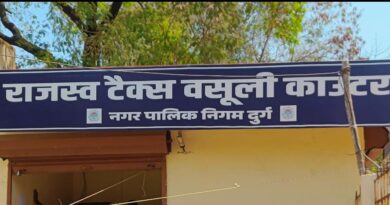 राजस्व टैक्स वसूली काउंटर
नगर पालिक निगम दुर्ग